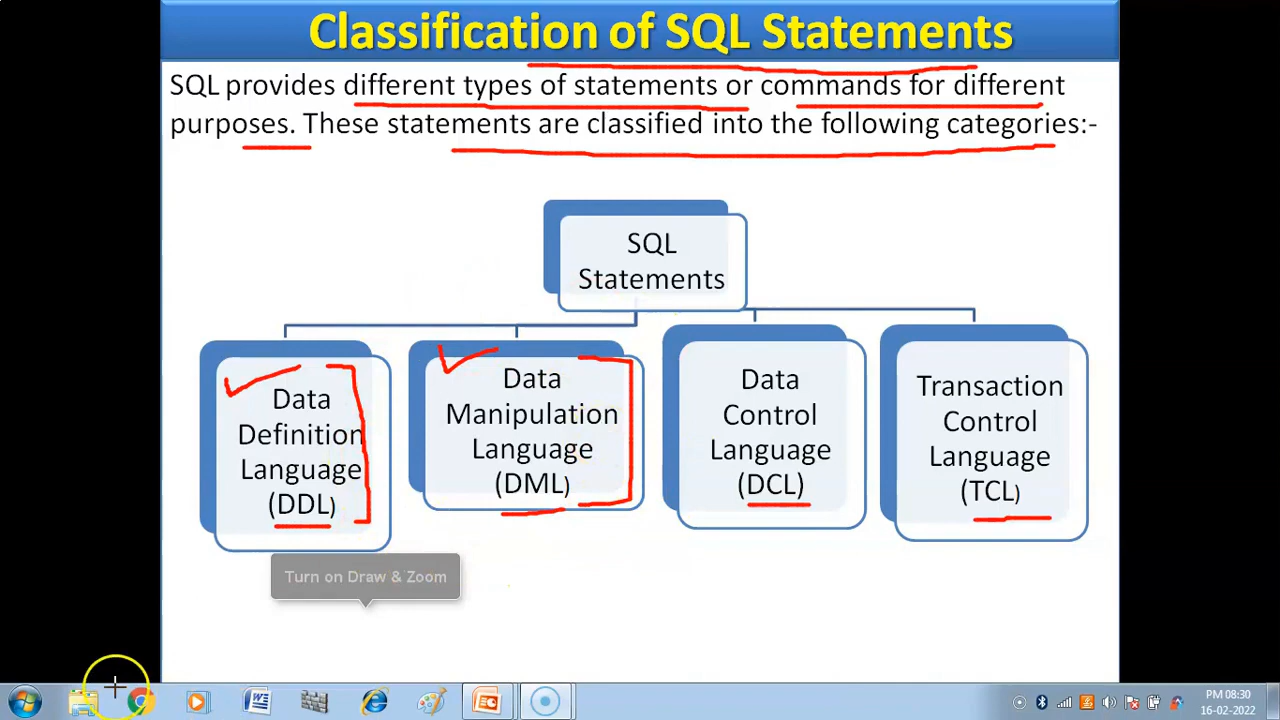 Classification of SQL Statements
SQL provides different types of statements or commands for different
purposes. These statements are classified into the following categories:-
SQL
Statements
Data
Definition
Language
(DDL)
Data
Manipulation
Language
(DML)
Data
Control
Language
(DCL)
Transaction
Control
Language
(TCL)
Turn on Draw & Zoom
PM 08:30
16-02-2022